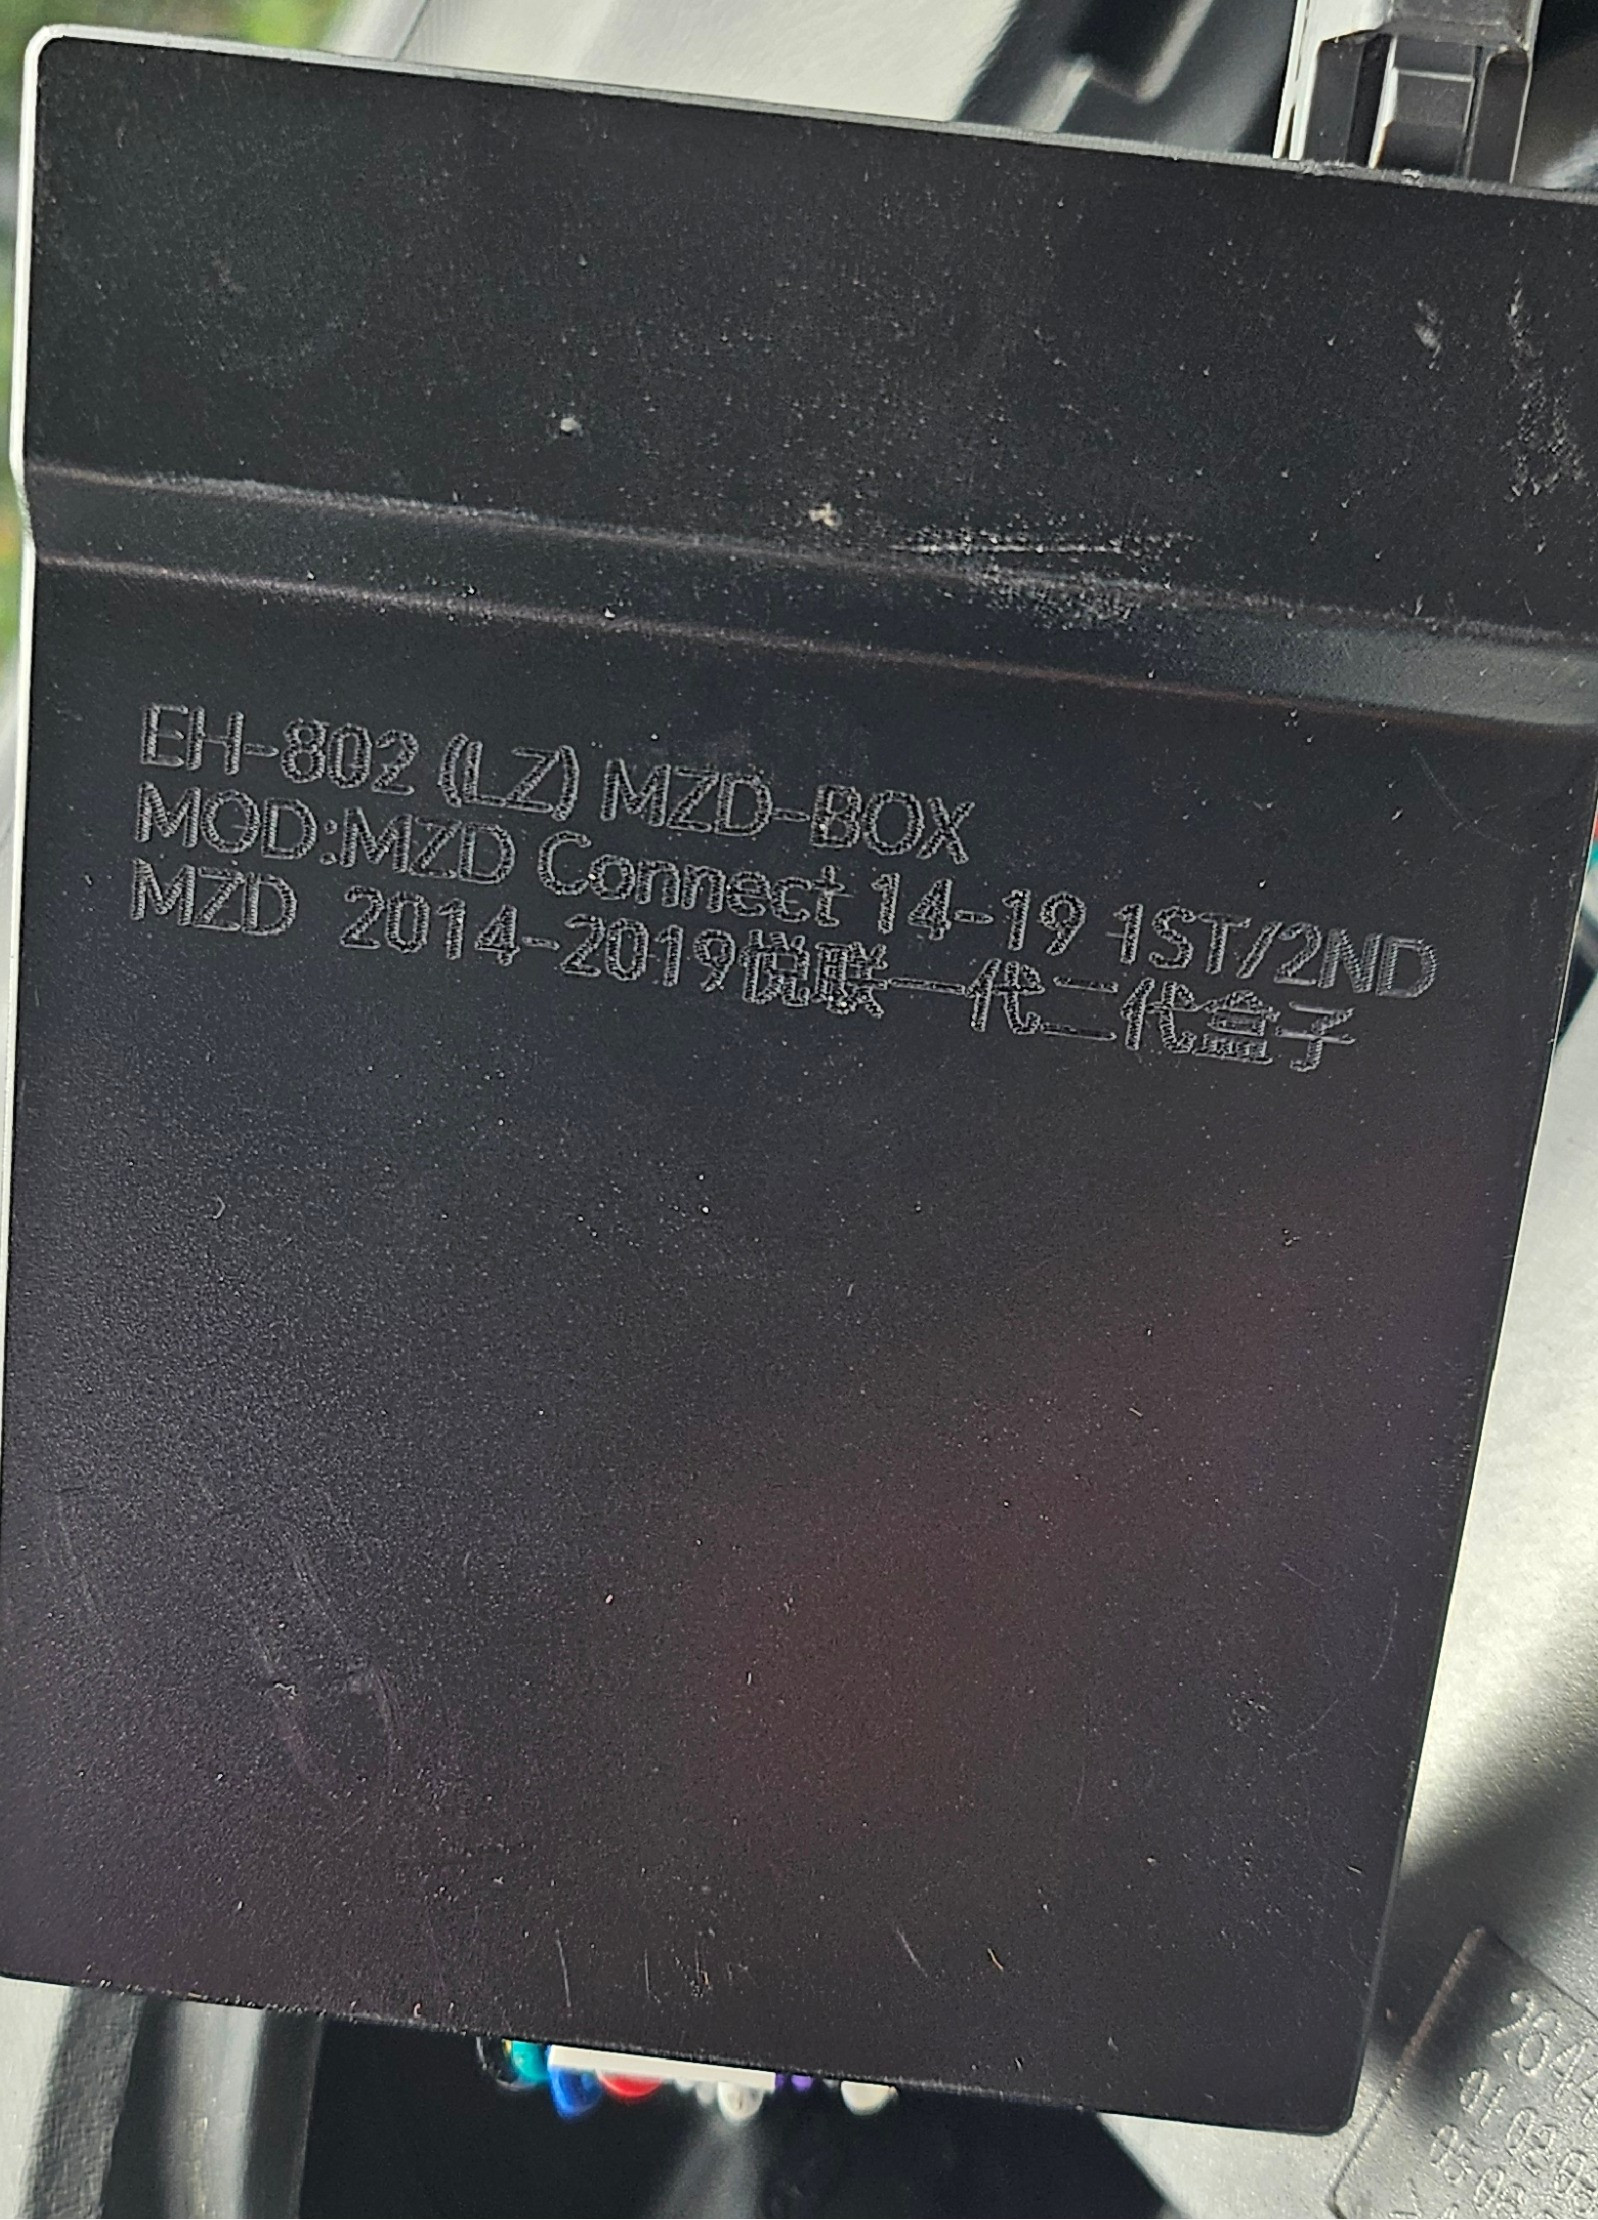 EH-802 (LZ) MZD-BOX
MOD:MZD Connect 14-19 1ST/2ND
MZD 2014-2019悦联一代二代盒子